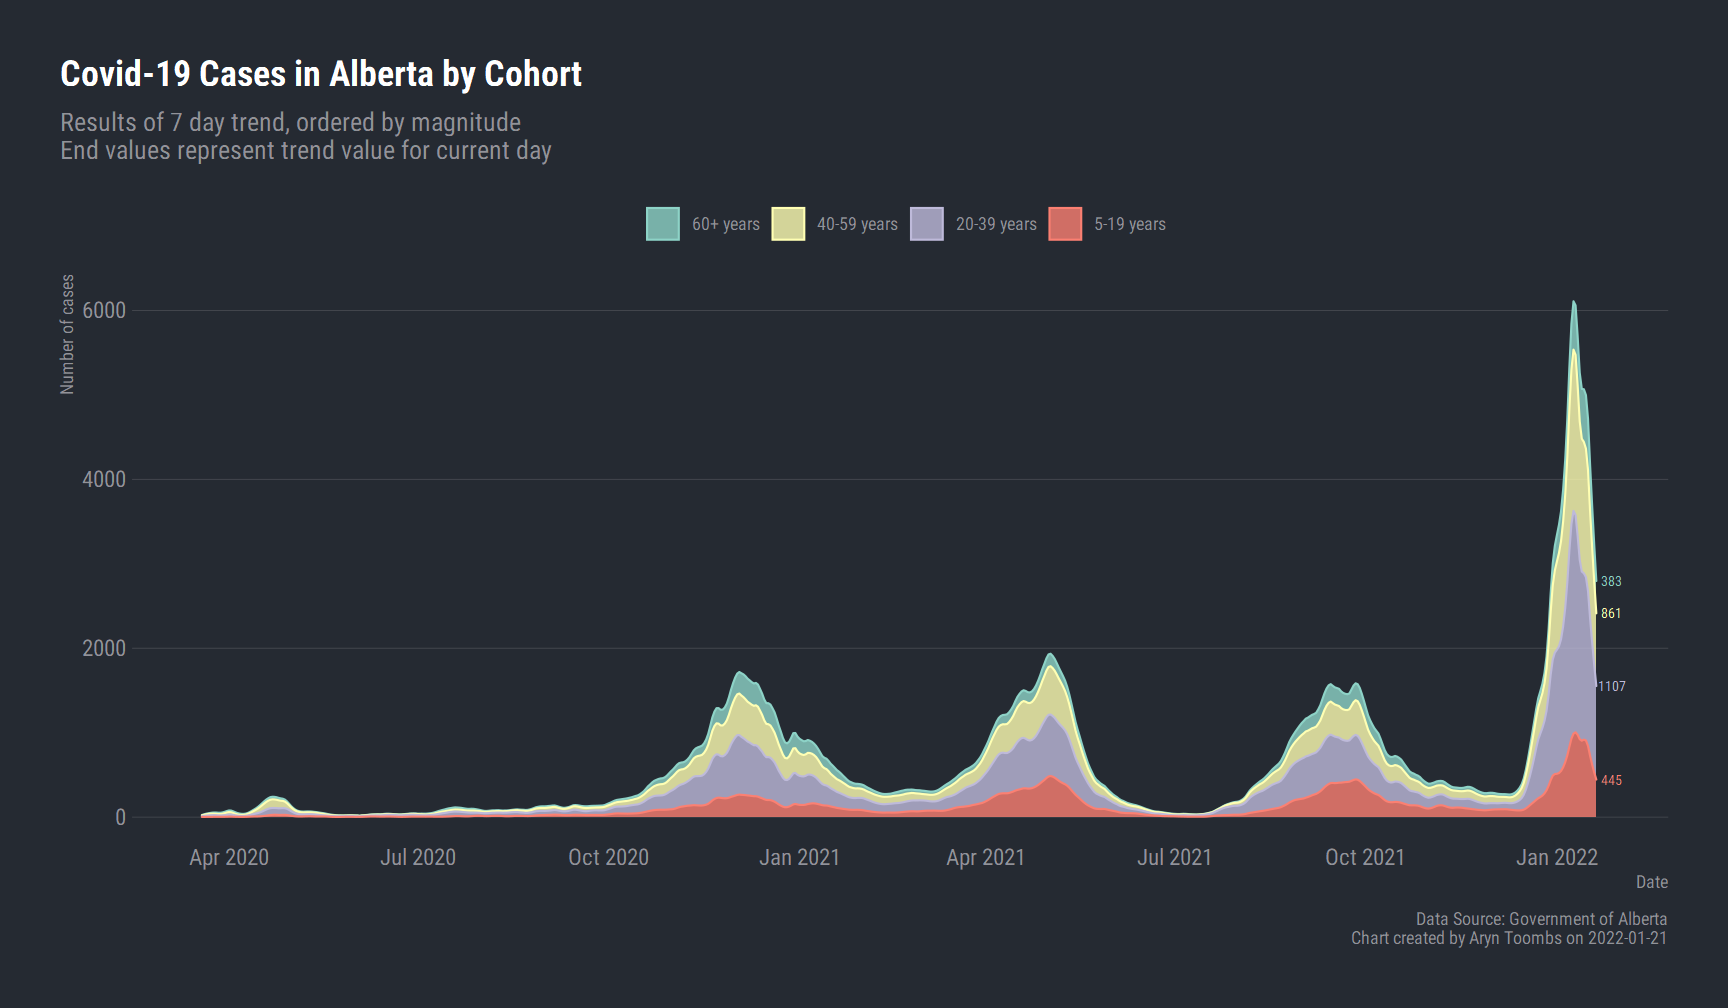 Covid-19 Cases in Alberta by Cohort
Results of 7 day trend, ordered by magnitude
End values represent trend value for current day
60+ years 40-59 years 20-39 years 5-19 years
Number of cases
6000
4000
2000
0
383
861
1107
445
Apr 2020 Jul 2020 Oct 2020 Jan 2021 Apr 2021 Jul 2021 Oct 2021 Jan 2022
Date
Data Source: Government of Alberta
Chart created by Aryn Toombs on 2022-01-21